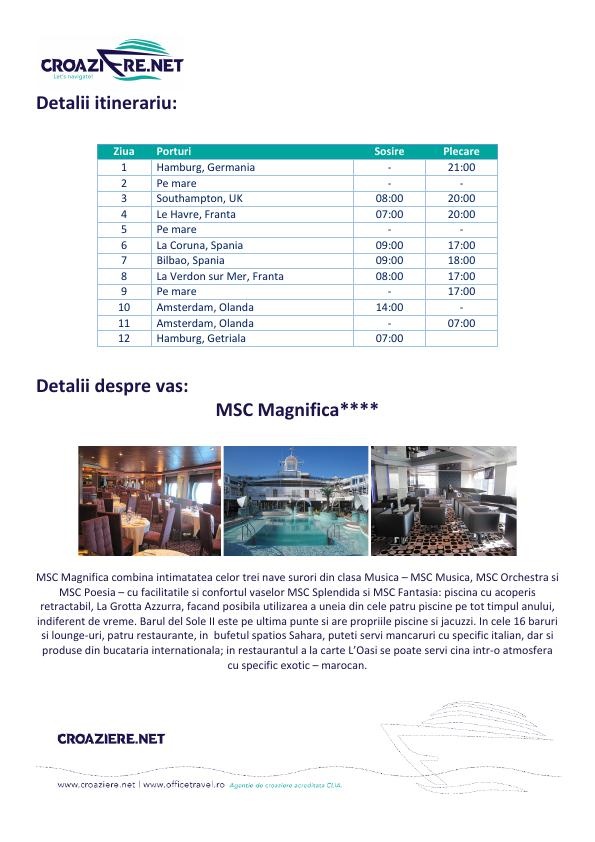 CROAZIERE.NET
Let's navigate!
Detalii itinerariu:
Ziua Porturi Sosire Plecare
1 Hamburg, Germania - 21:00
2 Pe mare - -
3 Southampton, UK 08:00 20:00
4 Le Havre, Franta 07:00 20:00
5 Pe mare - -
6 La Coruna, Spania 09:00 17:00
7 Bilbao, Spania 09:00 18:00
8 La Verdon sur Mer, Franta 08:00 17:00
9 Pe mare - 17:00
10 Amsterdam, Olanda 14:00 -
11 Amsterdam, Olanda - 07:00
12 Hamburg, Getriala 07:00
Detalii despre vas:
MSC Magnifica****
MSC Magnifica combina intimitatea celor trei nave surori din clasa Musica – MSC Musica, MSC Orchestra si
MSC Poesia – cu facilitatile si confortul vaselor MSC Splendida si MSC Fantasia: piscina cu acoperis
retractabil, La Grotta Azzurra, facand posibila utilizarea a uneia din cele patru piscine pe tot timpul anului,
indiferent de vreme. Barul del Sole II este pe ultima punte si are propriile piscine si jacuzzi. In cele 16 baruri
si lounge-uri, patru restaurante, in bufetul spatios Sahara, puteti servi mancaruri cu specific italian, dar si
produse din bucataria internationala; in restaurantul a la carte L'Oasi se poate servi cina intr-o atmosfera
cu specific exotic – marocan.
CROAZIERE.NET
www.croaziere.net | www.officetravel.ro Agentie de croaziere acreditata CLIA.